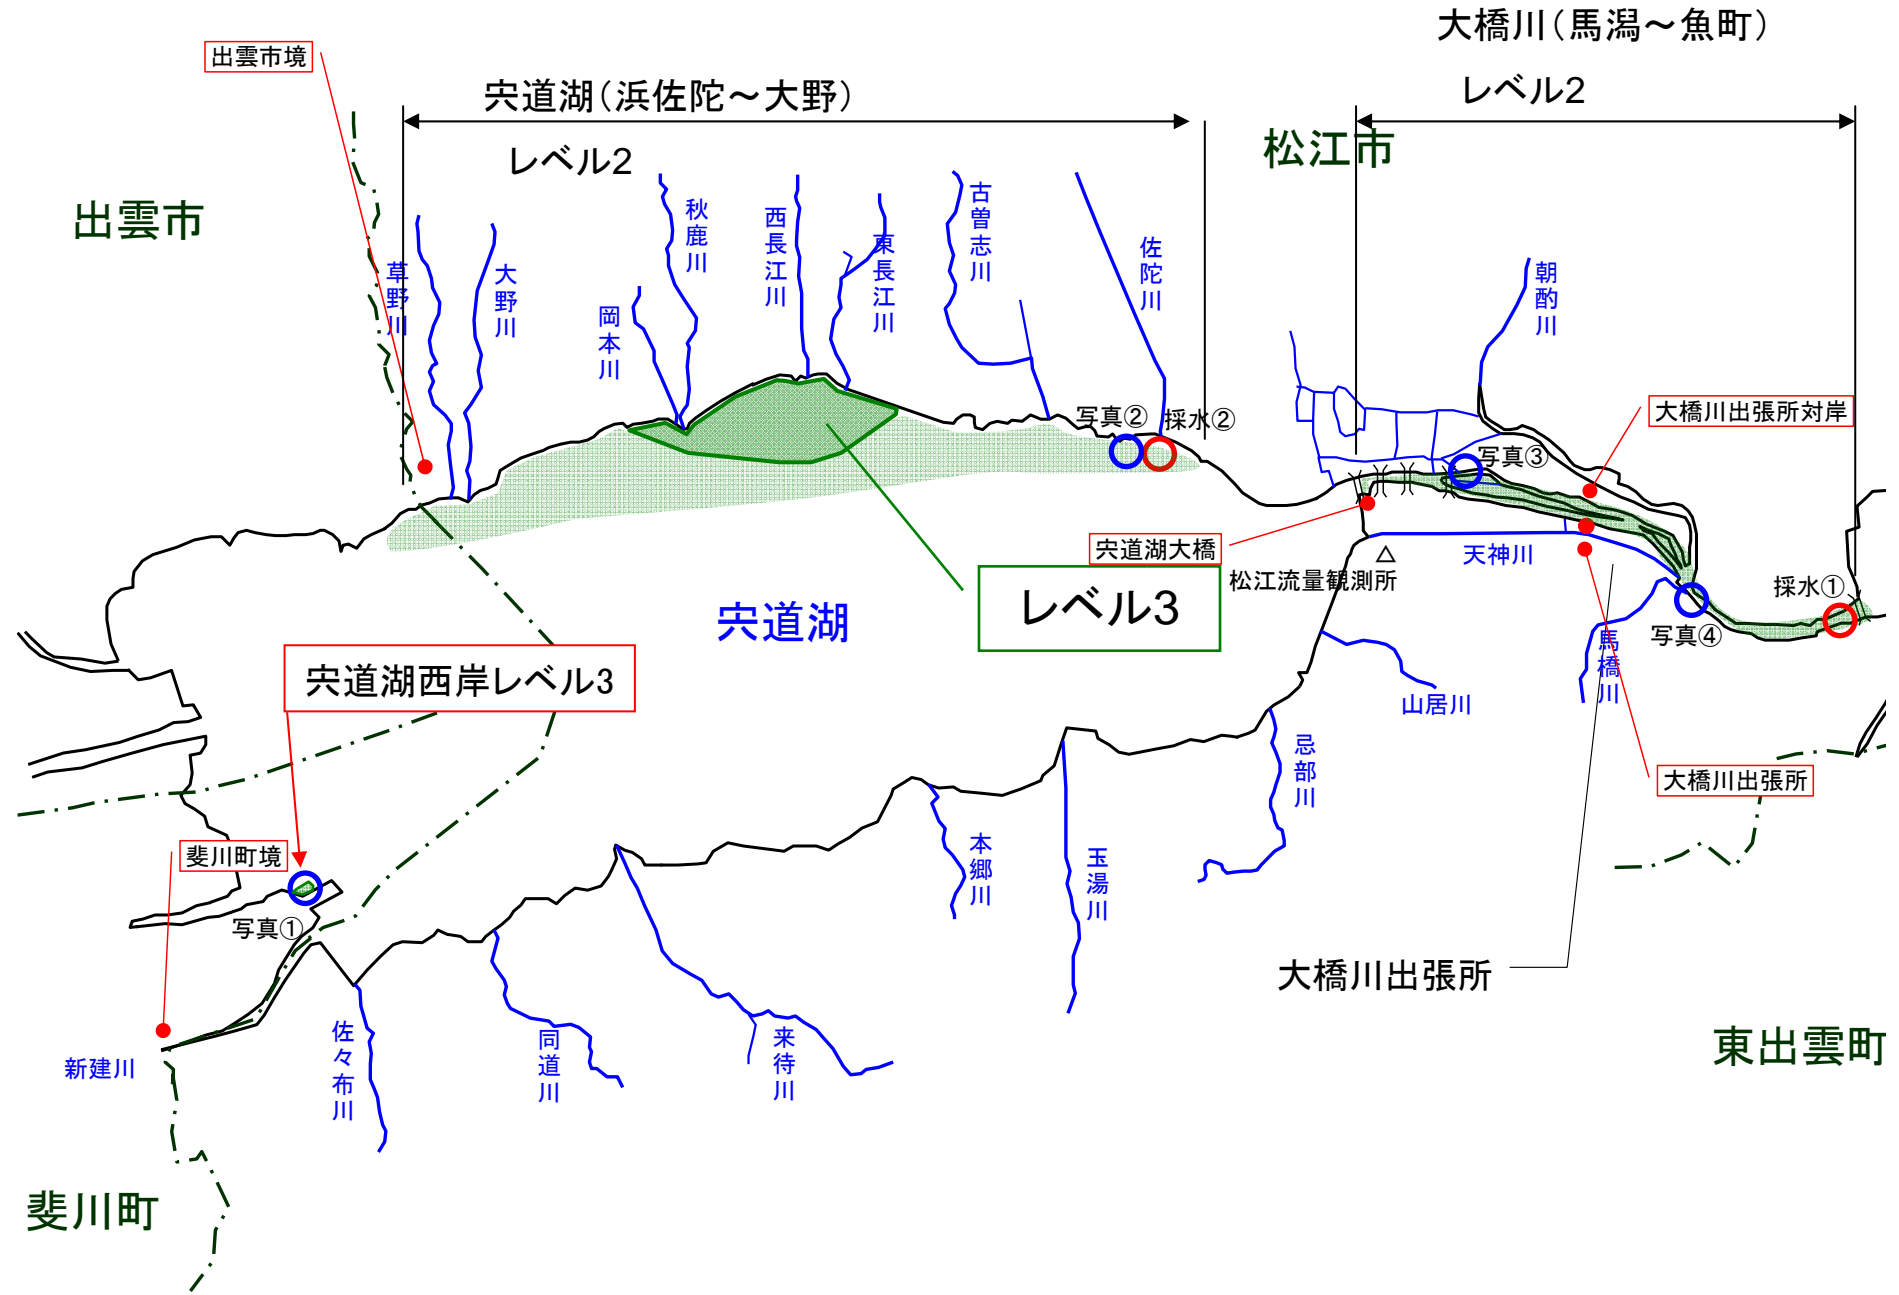 大橋川(馬潟～魚町)
レベル2
出雲市境
宍道湖(浜佐陀～大野)
レベル2
松江市
出雲市
草野川
大野川
岡本川
秋鹿川
西長江川
東長江川
古曽志川
佐陀川
朝酌川
写真②
採水②
写真③
大橋川出張所対岸
宍道湖大橋
松江流量観測所
天神川
レベル3
宍道湖
採水①
写真④
馬橋川
山居川
宍道湖西岸レベル3
忌部川
大橋川出張所
斐川町境
写真①
本郷川
玉湯川
大橋川出張所
東出雲町
新建川
佐々布川
同道川
来待川
斐川町